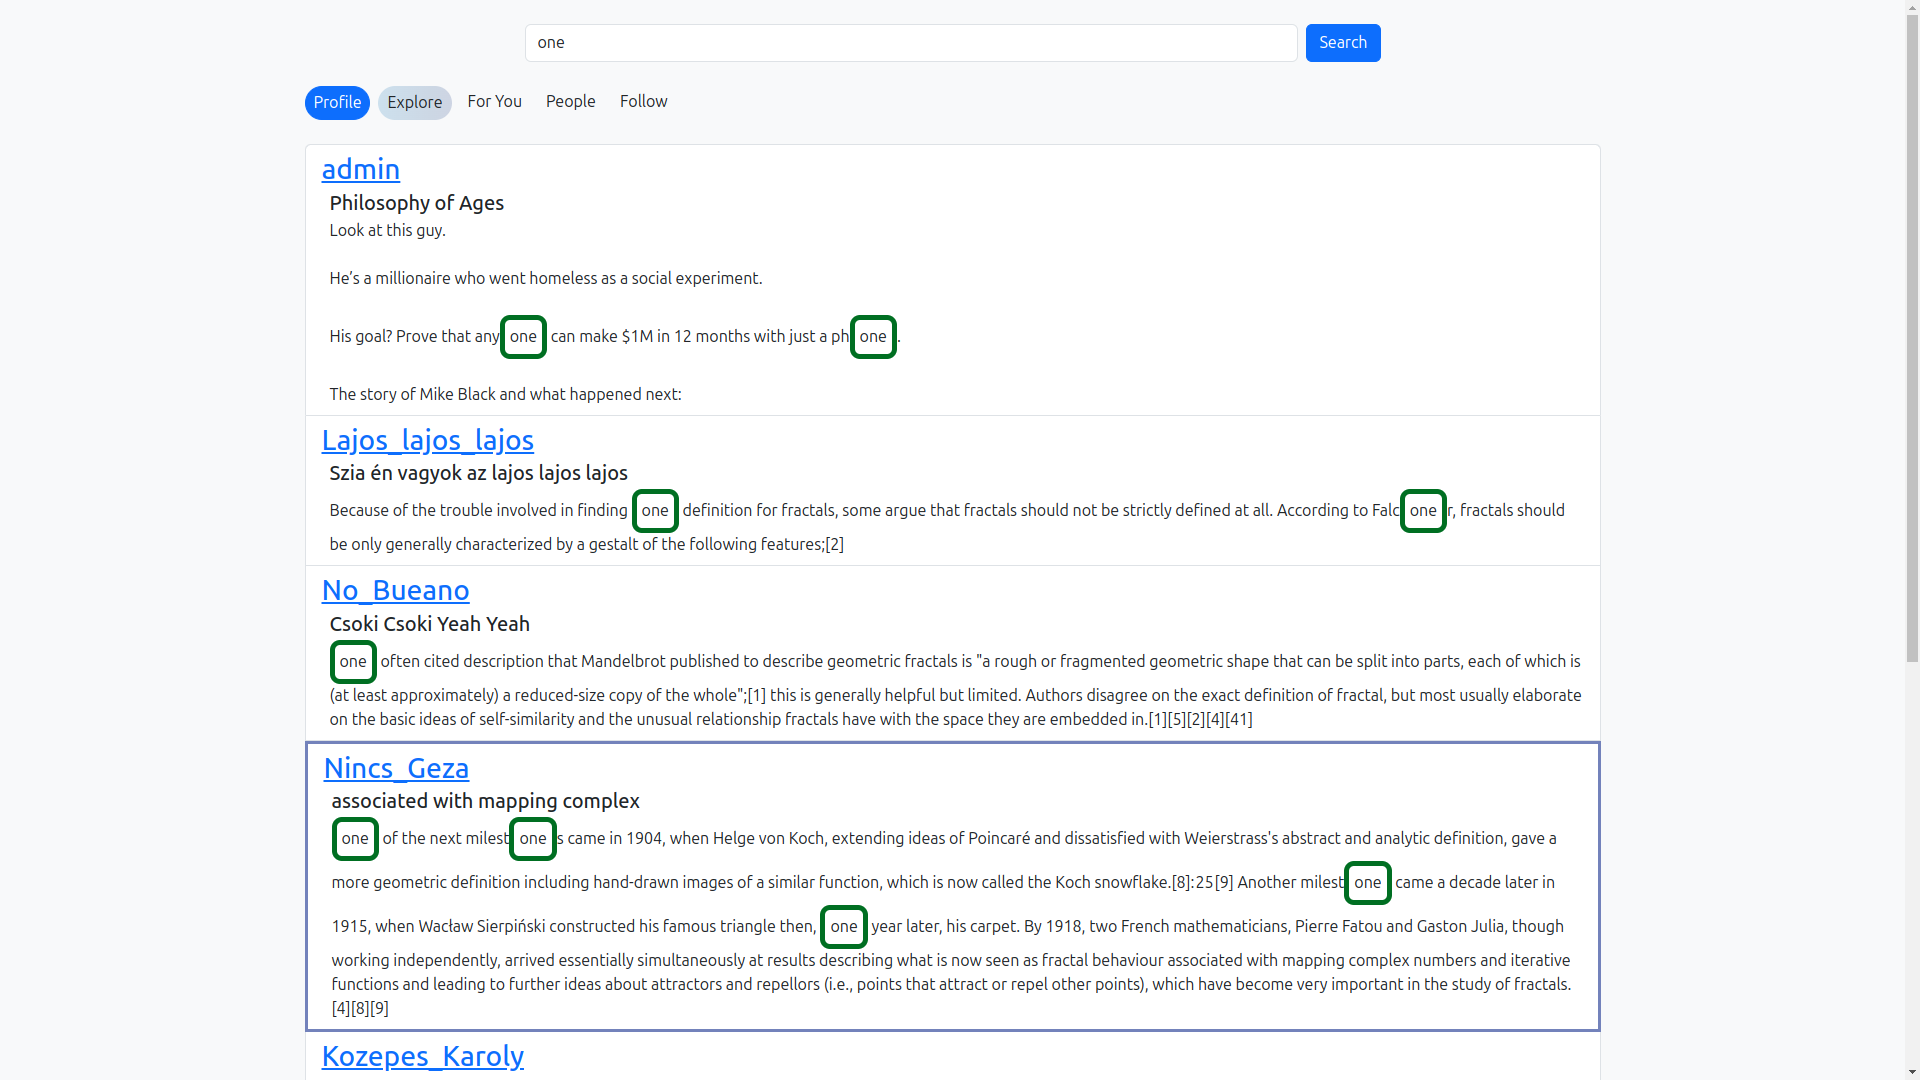 one
Search
Profile Explore For You People Follow
admin
Philosophy of Ages
Look at this guy.
He’s a millionaire who went homeless as a social experiment.
His goal? Prove that anyone can make $1M in 12 months with just a phone.
The story of Mike Black and what happened next:
Lajos_lajos_lajos
Szia én vagyok az lajos lajos lajos
Because of the trouble involved in finding one definition for fractals, some argue that fractals should not be strictly defined at all. According to Falconer, fractals should
be only generally characterized by a gestalt of the following features;[2]
No_Bueano
Csoki Csoki Yeah Yeah
one often cited description that Mandelbrot published to describe geometric fractals is "a rough or fragmented geometric shape that can be split into parts, each of which is
(at least approximately) a reduced-size copy of the whole";[1] this is generally helpful but limited. Authors disagree on the exact definition of fractal, but most usually elaborate
on the basic ideas of self-similarity and the unusual relationship fractals have with the space they are embedded in.[1][5][2][4][41]
Nincs_Geza
associated with mapping complex
one of the next milestones came in 1904, when Helge von Koch, extending ideas of Poincaré and dissatisfied with Weierstrass's abstract and analytic definition, gave a
more geometric definition including hand-drawn images of a similar function, which is now called the Koch snowflake.[8]:25[9] Another milestone came a decade later in
1915, when Wacław Sierpiński constructed his famous triangle then, one year later, his carpet. By 1918, two French mathematicians, Pierre Fatou and Gaston Julia, though
working independently, arrived essentially simultaneously at results describing what is now seen as fractal behaviour associated with mapping complex numbers and iterative
functions and leading to further ideas about attractors and repellors (i.e., points that attract or repel other points), which have become very important in the study of fractals.
[4][8][9]
Kozepes_Karoly